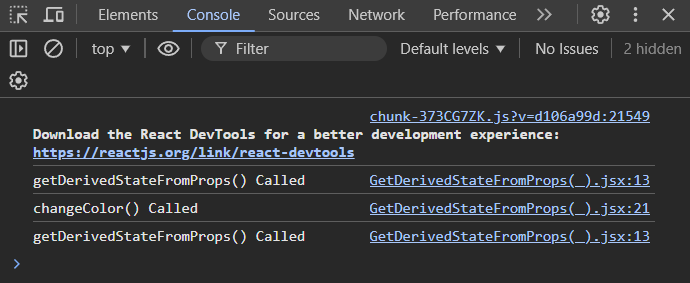 Elements Console Sources Network Performance
top Filter Default levels No Issues 2 hidden
chunk-373CG7ZK.js?v=d106a99d:21549
Download the React DevTools for a better development experience:
https://reactjs.org/link/react-devtools
getDerivedStateFromProps() Called GetDerivedStateFromProps(_).jsx:13
changeColor() Called GetDerivedStateFromProps(_).jsx:21
getDerivedStateFromProps() Called GetDerivedStateFromProps(_).jsx:13